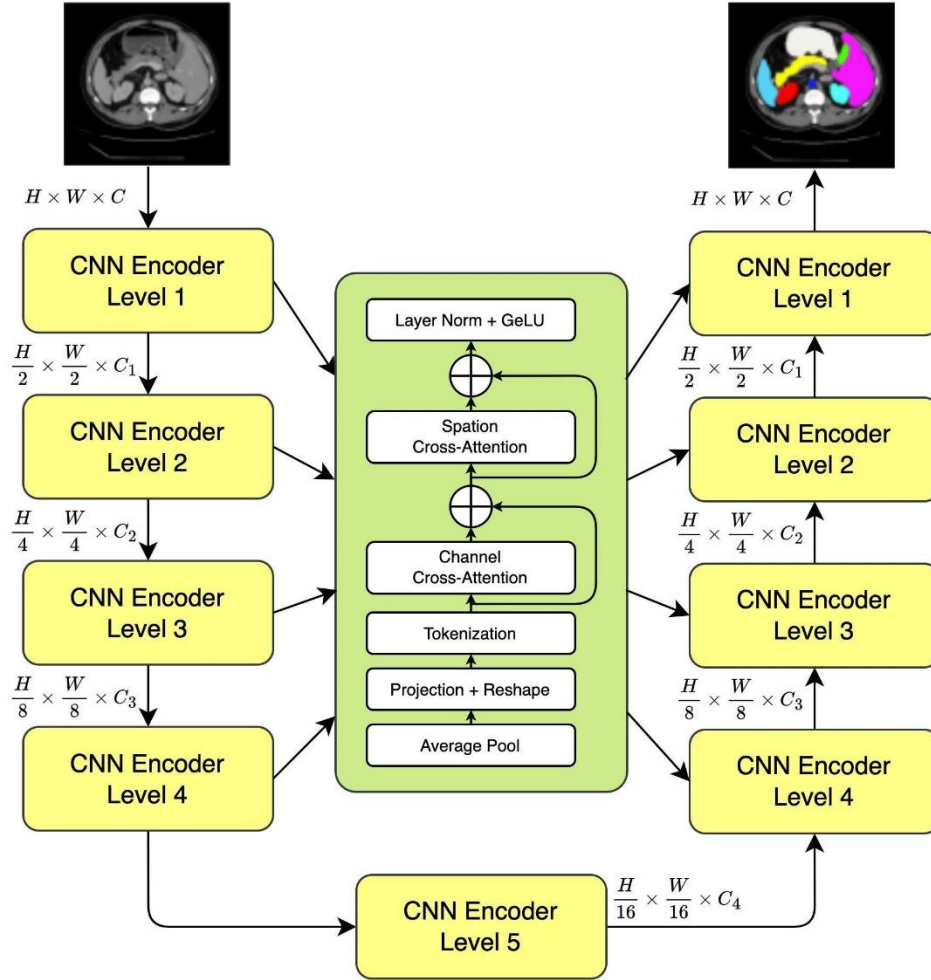 H × W × C
CNN Encoder
Level 1
H/2 × W/2 × C₁
CNN Encoder
Level 2
H/4 × W/4 × C₂
CNN Encoder
Level 3
H/8 × W/8 × C₃
CNN Encoder
Level 4
Layer Norm + GeLU
Spation
Cross-Attention
Channel
Cross-Attention
Tokenization
Projection + Reshape
Average Pool
CNN Encoder
Level 5
H/16 × W/16 × C₄
H × W × C
CNN Encoder
Level 1
H/2 × W/2 × C₁
CNN Encoder
Level 2
H/4 × W/4 × C₂
CNN Encoder
Level 3
H/8 × W/8 × C₃
CNN Encoder
Level 4